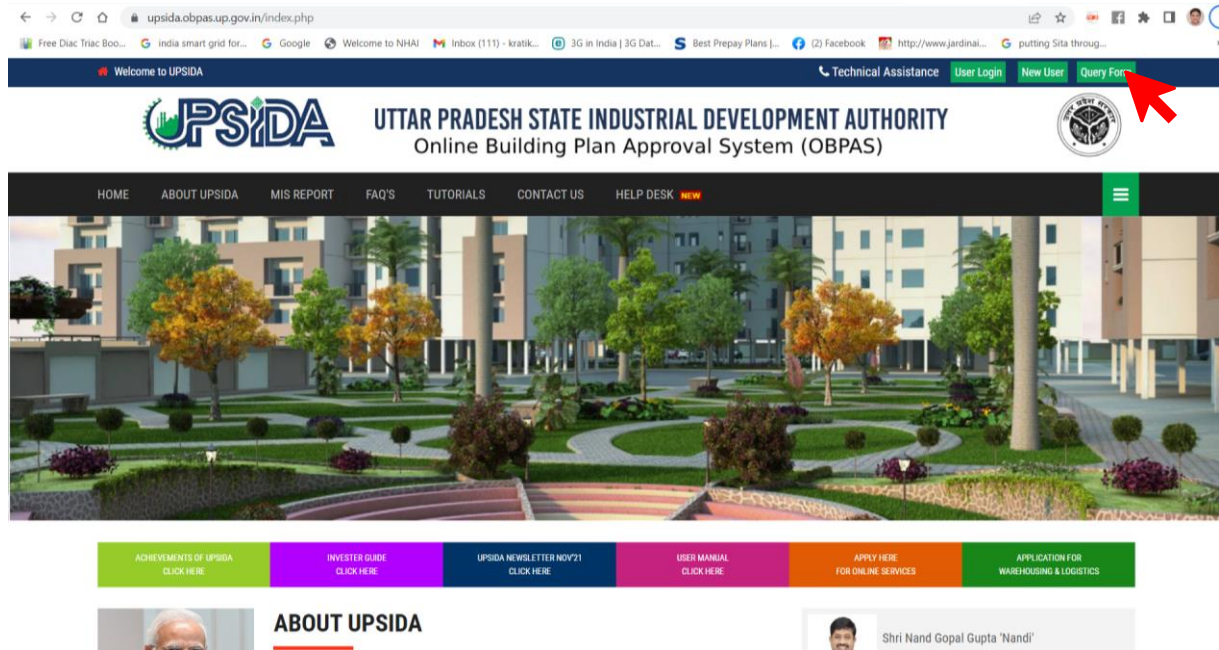 upsida.obpas.up.gov.in/index.php
Free Diac Triac Boo... india smart grid for... Google Welcome to NHAI Inbox (111) - kratik... 3G in India | 3G Dat... Best Prepay Plans |... (2) Facebook http://www.jardinai... putting Sita throug...
Welcome to UPSIDA Technical Assistance User Login New User Query Form
UPSIDA
UTTAR PRADESH STATE INDUSTRIAL DEVELOPMENT AUTHORITY
Online Building Plan Approval System (OBPAS)
HOME ABOUT UPSIDA MIS REPORT FAQ'S TUTORIALS CONTACT US HELP DESK NEW
ACHIEVEMENTS OF UPSIDA INVESTER GUIDE UPSIDA NEWSLETTER NOV'21 USER MANUAL APPLY HERE APPLICATION FOR
CLICK HERE CLICK HERE CLICK HERE CLICK HERE FOR ONLINE SERVICES WAREHOUSING & LOGISTICS
ABOUT UPSIDA
Shri Nand Gopal Gupta 'Nandi'